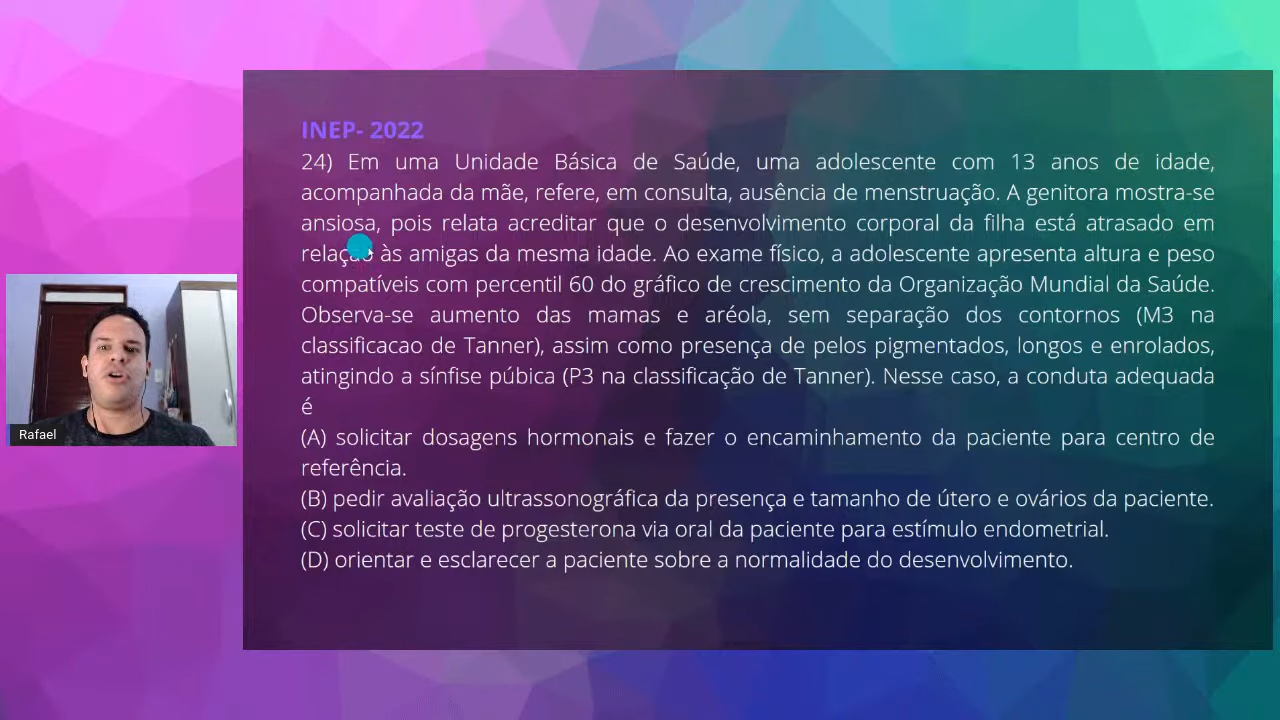 INEP- 2022
24) Em uma Unidade Básica de Saúde, uma adolescente com 13 anos de idade,
acompanhada da mãe, refere, em consulta, ausência de menstruação. A genitora mostra-se
ansiosa, pois relata acreditar que o desenvolvimento corporal da filha está atrasado em
relação às amigas da mesma idade. Ao exame físico, a adolescente apresenta altura e peso
compatíveis com percentil 60 do gráfico de crescimento da Organização Mundial da Saúde.
Observa-se aumento das mamas e aréola, sem separação dos contornos (M3 na
classificacao de Tanner), assim como presença de pelos pigmentados, longos e enrolados,
atingindo a sínfise púbica (P3 na classificação de Tanner). Nesse caso, a conduta adequada
é
(A) solicitar dosagens hormonais e fazer o encaminhamento da paciente para centro de
referência.
(B) pedir avaliação ultrassonográfica da presença e tamanho de útero e ovários da paciente.
(C) solicitar teste de progesterona via oral da paciente para estímulo endometrial.
(D) orientar e esclarecer a paciente sobre a normalidade do desenvolvimento.
Rafael